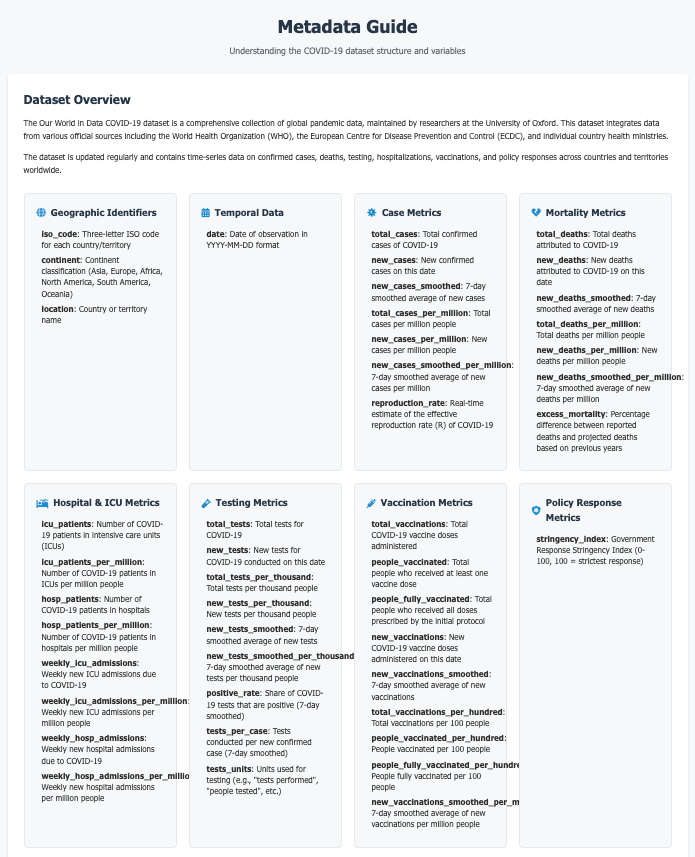 Metadata Guide
Understanding the COVID-19 dataset structure and variables
Dataset Overview
The Our World in Data COVID-19 dataset is a comprehensive collection of global pandemic data, maintained by researchers at the University of Oxford. This dataset integrates data
from various official sources including the World Health Organization (WHO), the European Centre for Disease Prevention and Control (ECDC), and individual country health ministries.
The dataset is updated regularly and contains time-series data on confirmed cases, deaths, testing, hospitalizations, vaccinations, and policy responses across countries and territories
worldwide.
Geographic Identifiers
iso_code: Three-letter ISO code
for each country/territory
continent: Continent
classification (Asia, Europe, Africa,
North America, South America,
Oceania)
location: Country or territory
name
Temporal Data
date: Date of observation in
YYYY-MM-DD format
Case Metrics
total_cases: Total confirmed
cases of COVID-19
new_cases: New confirmed
cases on this date
new_cases_smoothed: 7-day
smoothed average of new cases
total_cases_per_million: Total
cases per million people
new_cases_per_million: New
cases per million people
new_cases_smoothed_per_million:
7-day smoothed average of new
cases per million
reproduction_rate: Real-time
estimate of the effective
reproduction rate (R) of COVID-19
Mortality Metrics
total_deaths: Total deaths
attributed to COVID-19
new_deaths: New deaths
attributed to COVID-19 on this
date
new_deaths_smoothed: 7-day
smoothed average of new deaths
total_deaths_per_million:
Total deaths per million people
new_deaths_per_million: New
deaths per million people
new_deaths_smoothed_per_million:
7-day smoothed average of new
deaths per million
excess_mortality: Percentage
difference between reported
deaths and projected deaths
based on previous years
Hospital & ICU Metrics
icu_patients: Number of COVID-
19 patients in intensive care units
(ICUs)
icu_patients_per_million:
Number of COVID-19 patients in
ICUs per million people
hosp_patients: Number of
COVID-19 patients in hospitals
hosp_patients_per_million:
Number of COVID-19 patients in
hospitals per million people
weekly_icu_admissions:
Weekly new ICU admissions due
to COVID-19
weekly_icu_admissions_per_million:
Weekly new ICU admissions per
million people
weekly_hosp_admissions:
Weekly new hospital admissions
due to COVID-19
weekly_hosp_admissions_per_millio
Weekly new hospital admissions
per million people
Testing Metrics
total_tests: Total tests for
COVID-19
new_tests: New tests for
COVID-19 conducted on this date
total_tests_per_thousand:
Total tests per thousand people
new_tests_per_thousand:
New tests per thousand people
new_tests_smoothed: 7-day
smoothed average of new tests
new_tests_smoothed_per_thousand
7-day smoothed average of new
tests per thousand people
positive_rate: Share of COVID-
19 tests that are positive (7-day
smoothed)
tests_per_case: Tests
conducted per new confirmed
case (7-day smoothed)
tests_units: Units used for
testing (e.g., "tests performed",
"people tested", etc.)
Vaccination Metrics
total_vaccinations: Total
COVID-19 vaccine doses
administered
people_vaccinated: Total
people who received at least one
vaccine dose
people_fully_vaccinated: Total
people who received all doses
prescribed by the initial protocol
new_vaccinations: New
COVID-19 vaccine doses
administered on this date
new_vaccinations_smoothed:
7-day smoothed average of new
vaccinations
total_vaccinations_per_hundred:
Total vaccinations per 100 people
people_vaccinated_per_hundred:
People vaccinated per 100 people
people_fully_vaccinated_per_hundre
People fully vaccinated per 100
people
new_vaccinations_smoothed_per_m
7-day smoothed average of new
vaccinations per million people
Policy Response
Metrics
stringency_index: Government
Response Stringency Index (0-
100, 100 = strictest response)